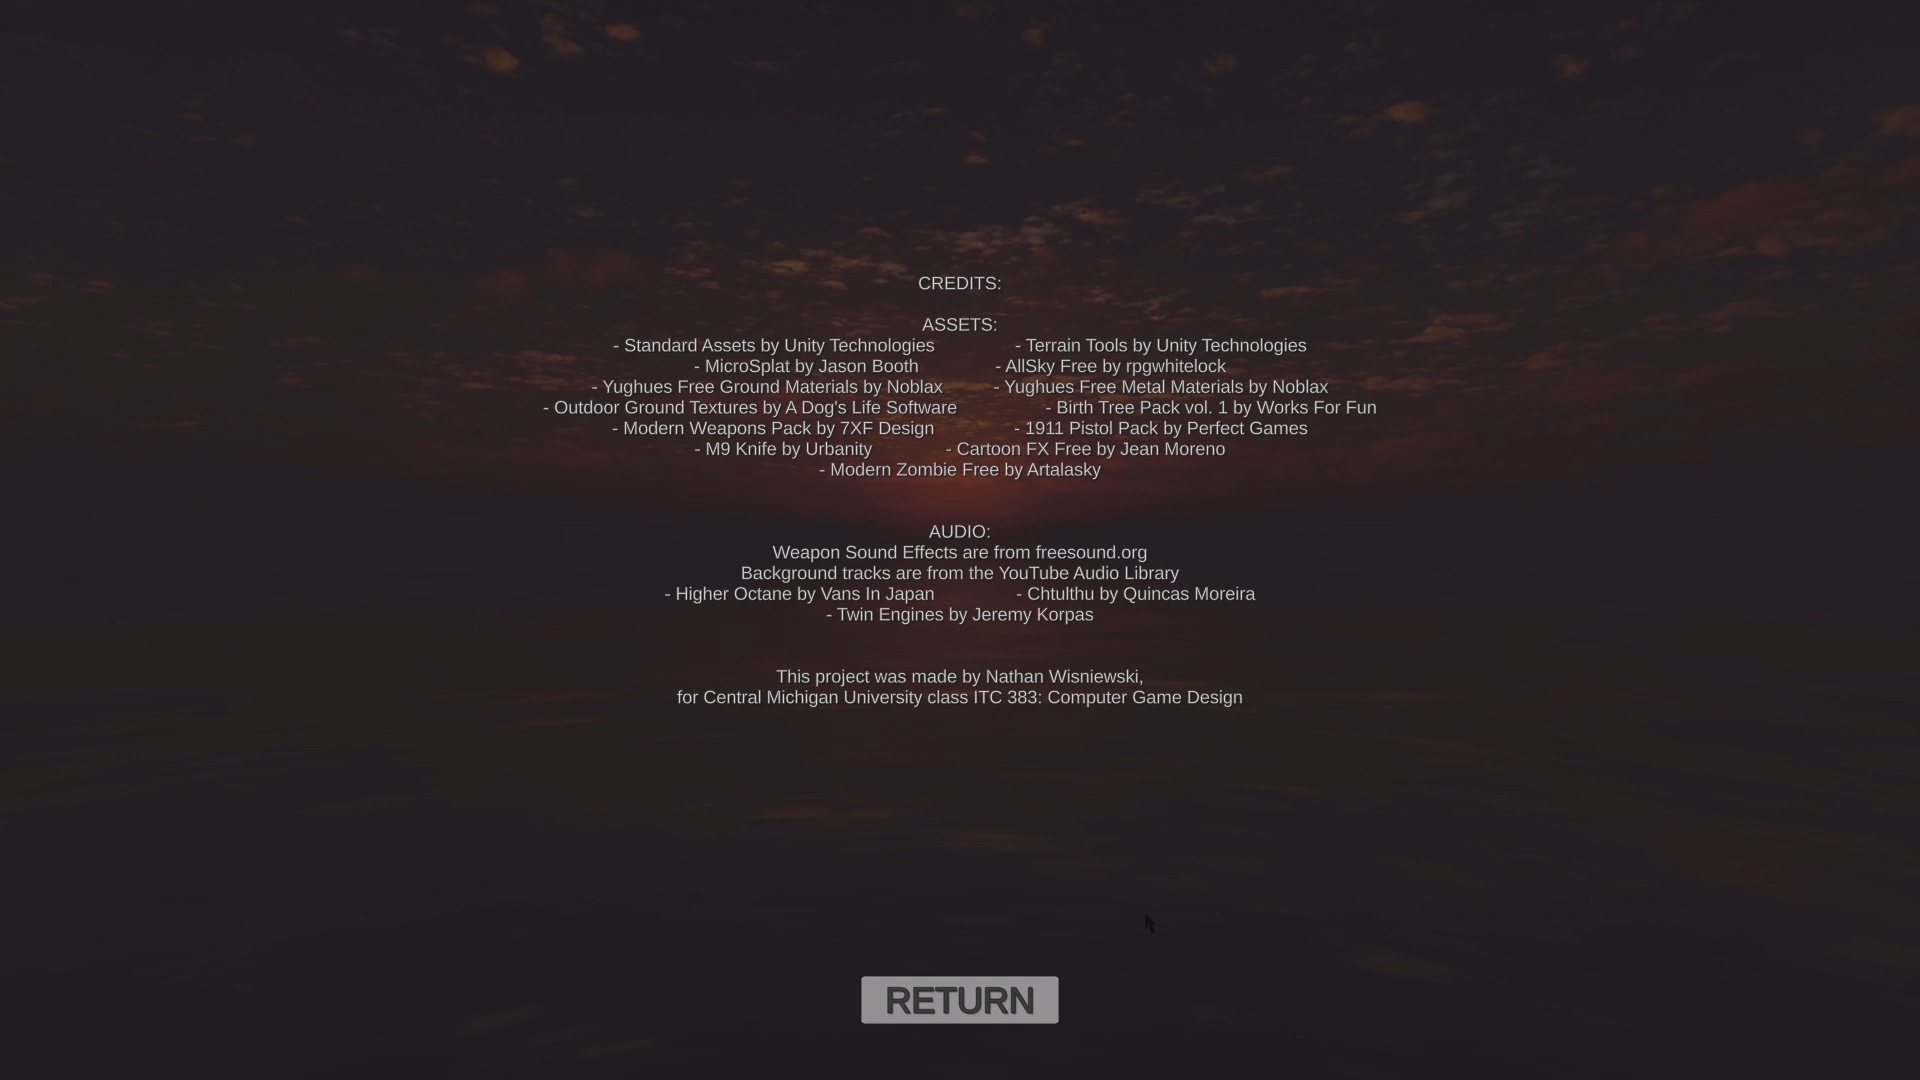 CREDITS:
ASSETS:
- Standard Assets by Unity Technologies - Terrain Tools by Unity Technologies
- MicroSplat by Jason Booth - AllSky Free by rpgwhitelock
- Yughues Free Ground Materials by Noblax - Yughues Free Metal Materials by Noblax
- Outdoor Ground Textures by A Dog's Life Software - Birth Tree Pack vol. 1 by Works For Fun
- Modern Weapons Pack by 7XF Design - 1911 Pistol Pack by Perfect Games
- M9 Knife by Urbanity - Cartoon FX Free by Jean Moreno
- Modern Zombie Free by Artalasky
AUDIO:
Weapon Sound Effects are from freesound.org
Background tracks are from the YouTube Audio Library
- Higher Octane by Vans In Japan - Chtulthu by Quincas Moreira
- Twin Engines by Jeremy Korpas
This project was made by Nathan Wisniewski,
for Central Michigan University class ITC 383: Computer Game Design
RETURN